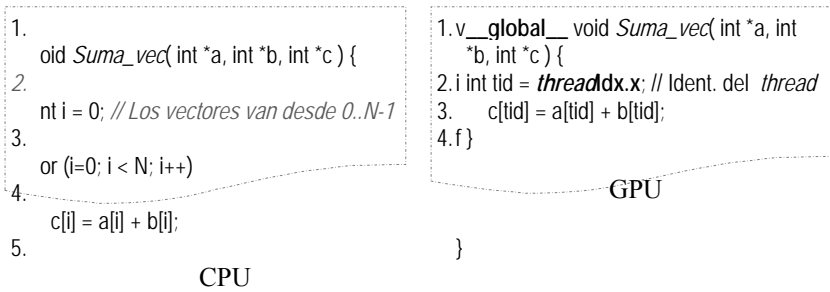 1.
oid Suma_vec( int *a, int *b, int *c ) {
2.
nt i = 0; // Los vectores van desde 0..N-1
3.
or (i=0; i < N; i++)
4.
c[i] = a[i] + b[i];
5.
CPU
1. v__global__ void Suma_vec( int *a, int
*b, int *c ) {
2. i int tid = threadIdx.x; // Ident. del thread
3. c[tid] = a[tid] + b[tid];
4. f }
GPU
}